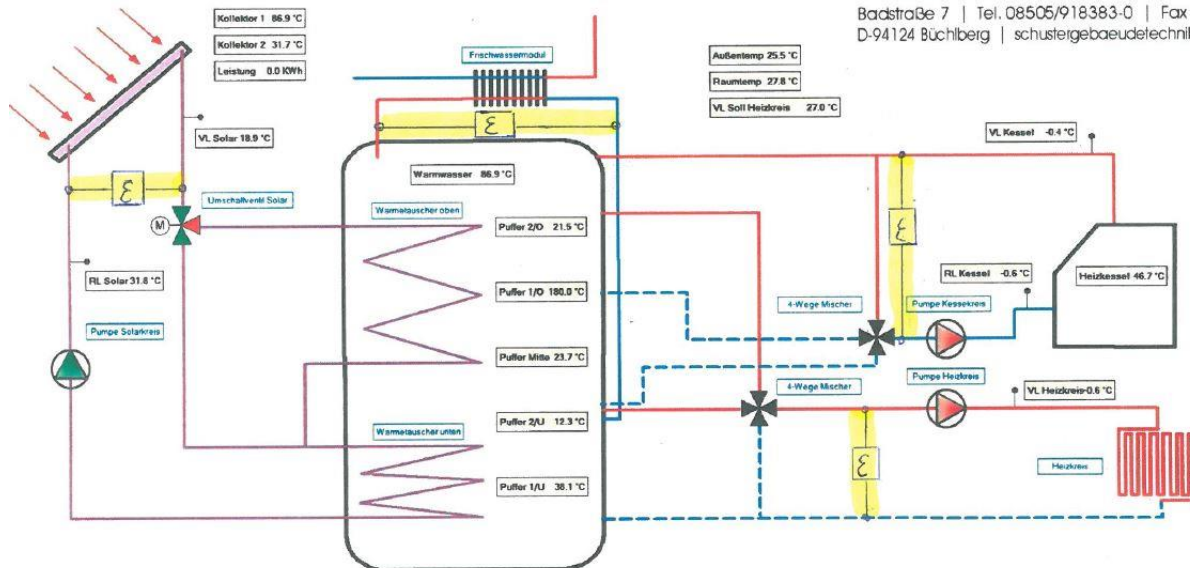 Badstraße 7 | Tel. 08505/918383-0 | Fax
D-94124 Büchlberg | schustergebaeudetechnik
Kollektor 1 86.9 °C
Kollektor 2 31.7 °C
Leistung 0.0 KWh
Frischwassermodul
Außentemp 25.5 °C
Raumtemp 27.8 °C
VL Soll Heizkreis 27.0 °C
VL Solar 18.9 °C
VL Kessel -0.4 °C
Warmwasser 86.9 °C
Umschaltventil Solar
M
Wärmetauscher oben
Puffer 2/O 21.5 °C
RL Solar 31.8 °C
RL Kessel -0.6 °C
Heizkessel 46.7 °C
Puffer 1/O 180.0 °C
4-Wege Mischer
Pumpe Kesselkreis
Pumpe Solarkreis
Puffer Mitte 23.7 °C
4-Wege Mischer
Pumpe Heizkreis
VL Heizkreis-0.6 °C
Puffer 2/U 12.3 °C
Wärmetauscher unten
Heizkreis
Puffer 1/U 38.1 °C